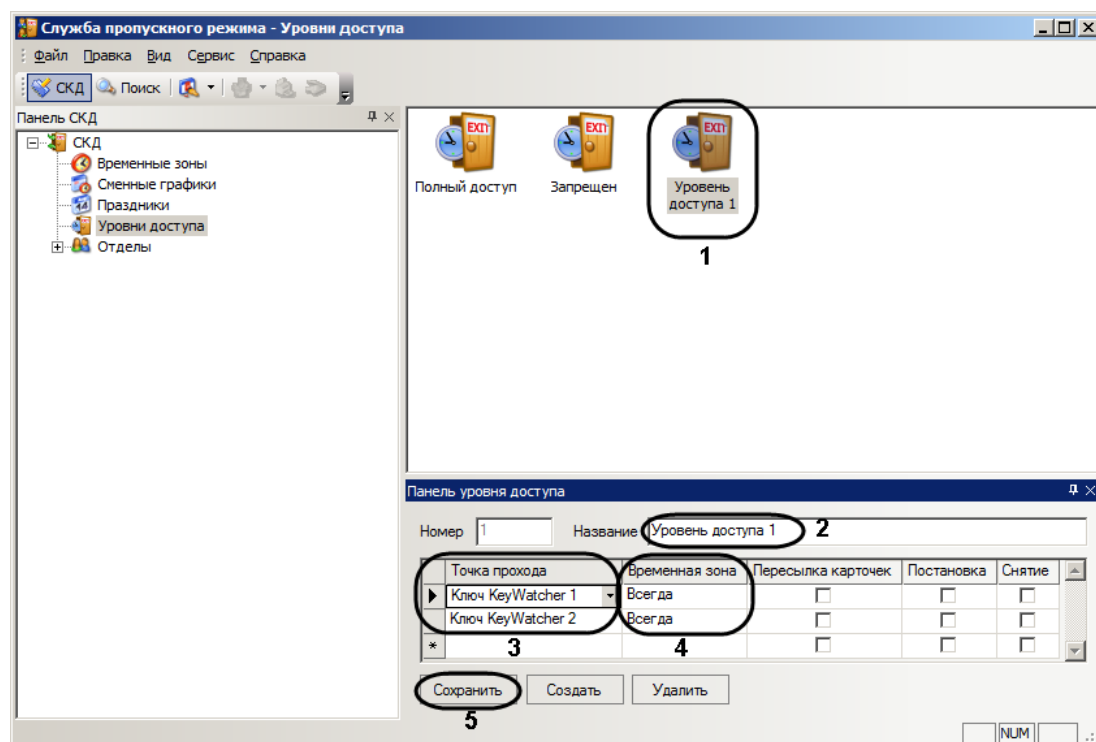 Служба пропускного режима - Уровни доступа
Файл Правка Вид Сервис Справка
СКД Поиск
Панель СКД
СКД
Временные зоны
Сменные графики
14
Праздники
Уровни доступа
Отделы
EXIT EXIT EXIT
Полный доступ Запрещен Уровень
доступа 1
1
Панель уровня доступа
Номер 1 Название Уровень доступа 1 2
Точка прохода Временная зона Пересылка карточек Постановка Снятие
Ключ KeyWatcher 1 Всегда
Ключ KeyWatcher 2 Всегда
* 3 4
Сохранить Создать Удалить
5
NUM